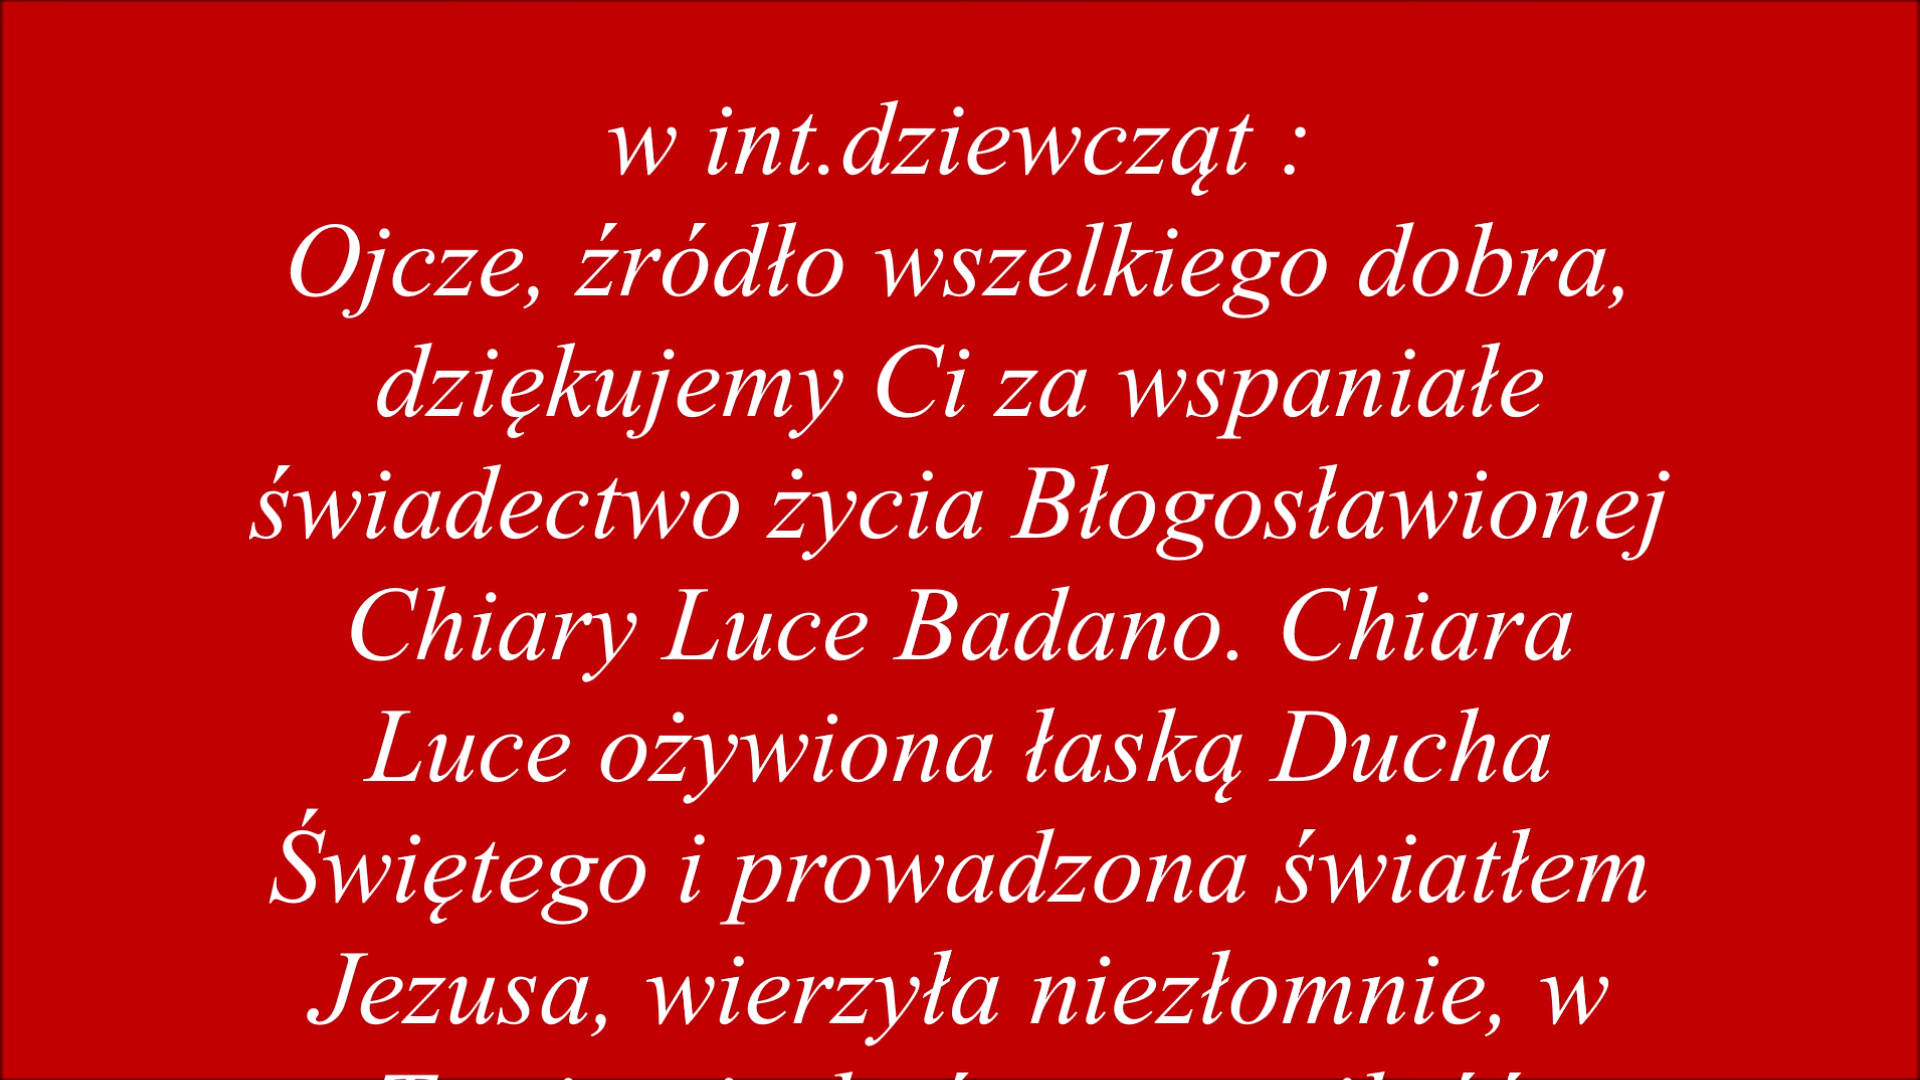 w int.dziewcząt :
Ojcze, źródło wszelkiego dobra,
dziękujemy Ci za wspaniałe
świadectwo życia Błogosławionej
Chiary Luce Badano. Chiara
Luce ożywiona łaską Ducha
Świętego i prowadzona światłem
Jezusa, wierzyła niezłomnie, w